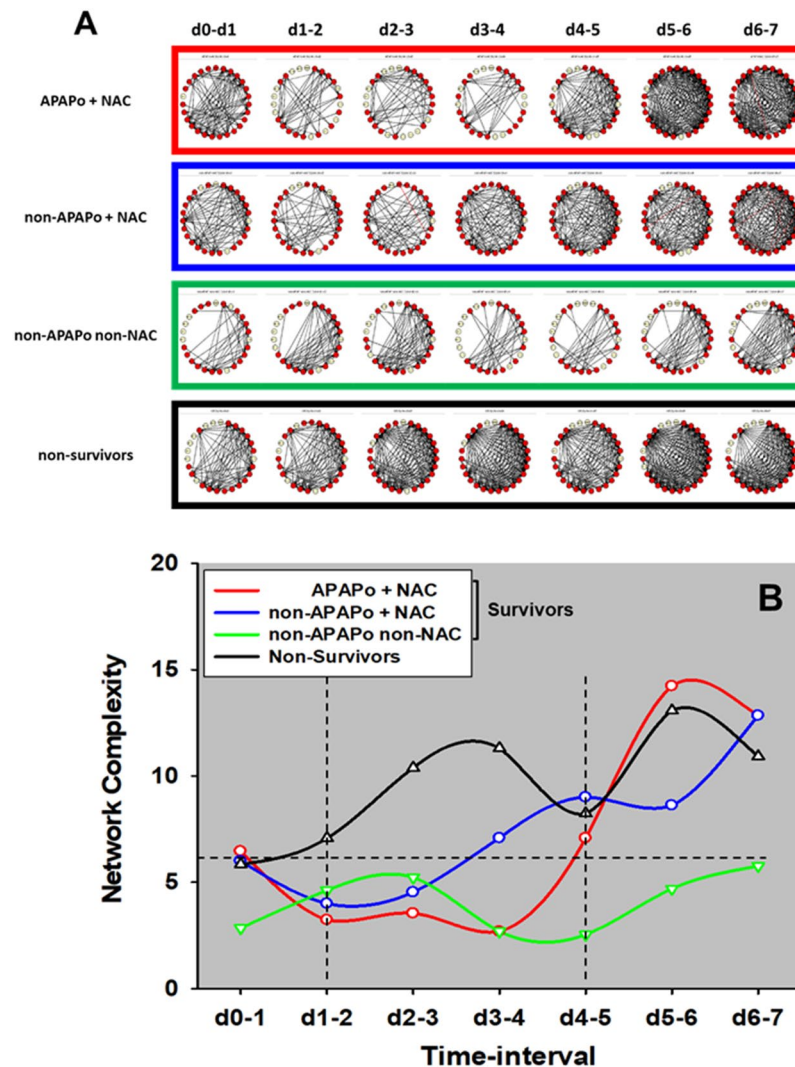 A
d0-d1 d1-2 d2-3 d3-4 d4-5 d5-6 d6-7
APAPo + NAC
non-APAPo + NAC
non-APAPo non-NAC
non-survivors
B
20
15
10
5
0
Network Complexity
APAPo + NAC
non-APAPo + NAC
non-APAPo non-NAC
Non-Survivors
Survivors
d0-1 d1-2 d2-3 d3-4 d4-5 d5-6 d6-7
Time-interval